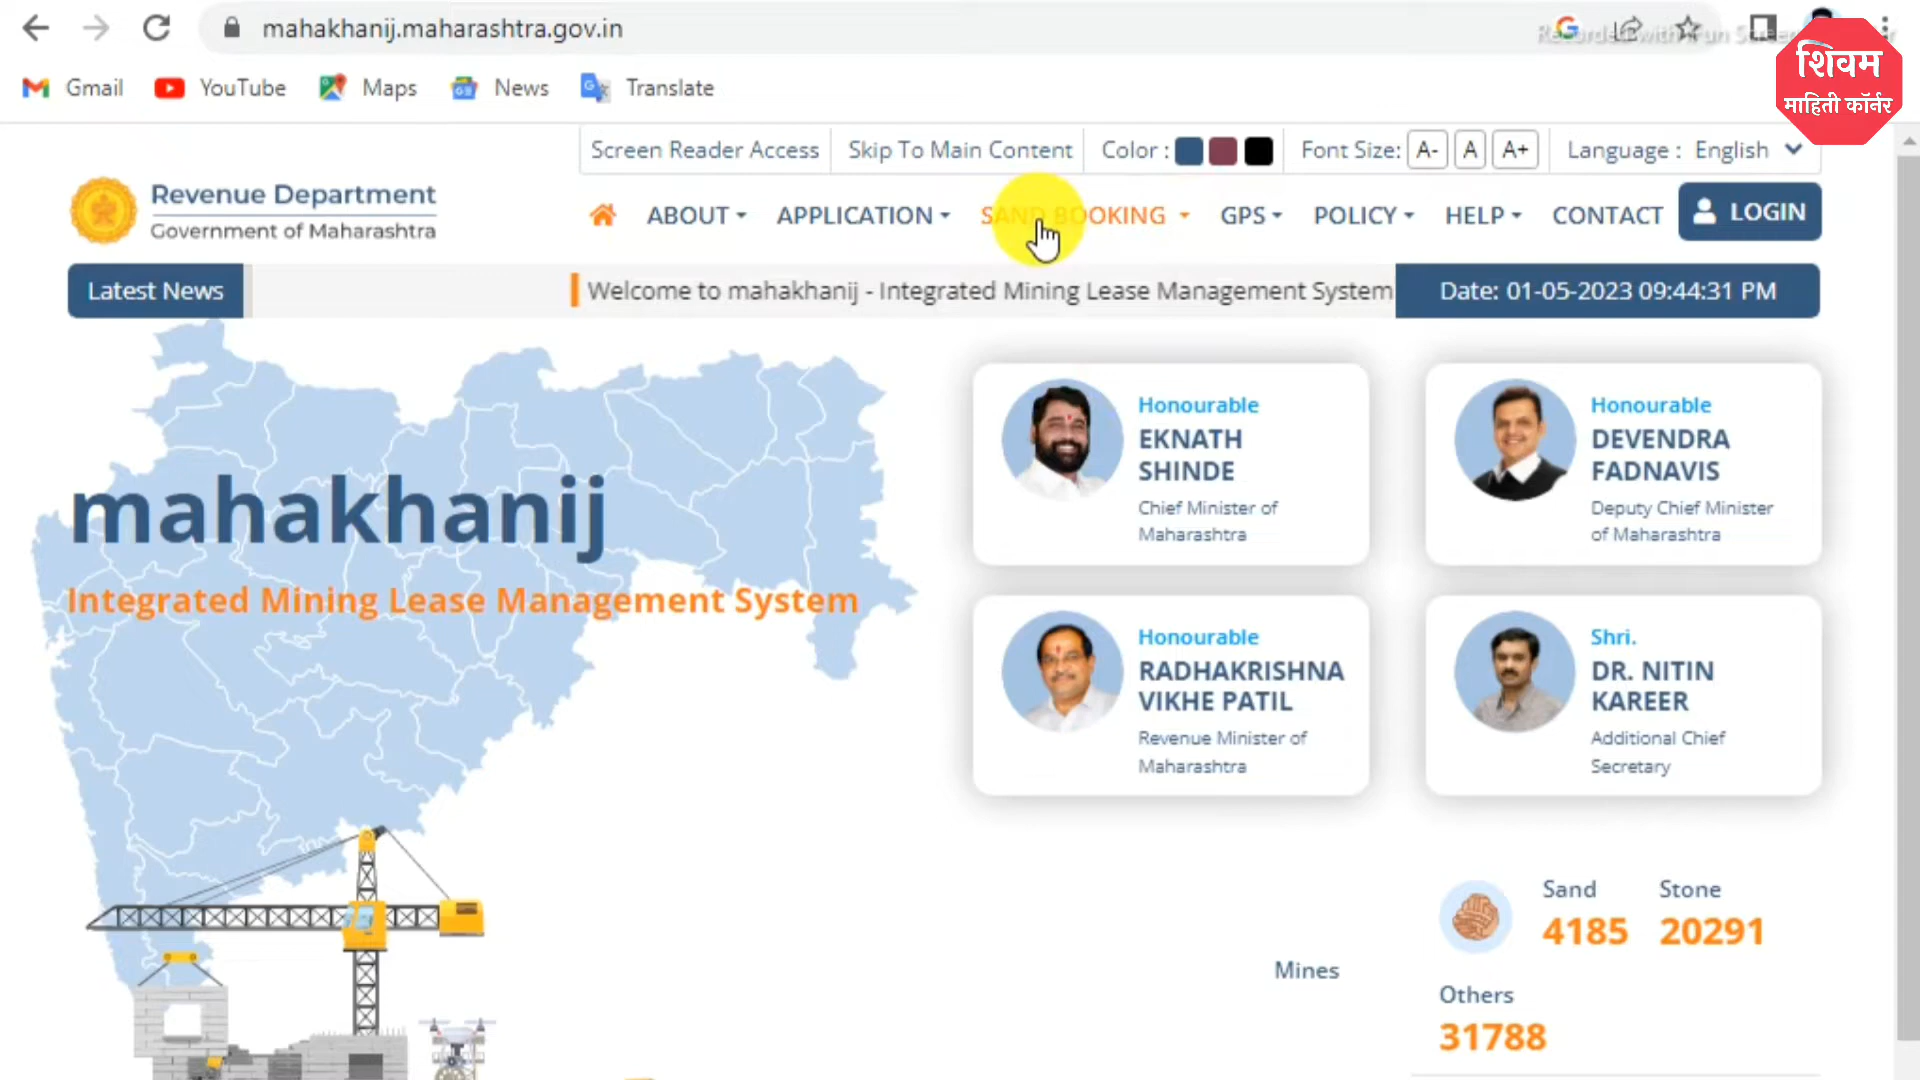 mahakhanij.maharashtra.gov.in
शिवम
माहिती कॉर्नर
Gmail YouTube Maps News Translate
Screen Reader Access Skip To Main Content Color : Font Size: A- A A+ Language : English
Revenue Department
Government of Maharashtra
ABOUT APPLICATION SAND BOOKING GPS POLICY HELP CONTACT LOGIN
Latest News Welcome to mahakhanij - Integrated Mining Lease Management System Date: 01-05-2023 09:44:31 PM
mahakhanij
Integrated Mining Lease Management System
Honourable
EKNATH
SHINDE
Chief Minister of
Maharashtra
Honourable
DEVENDRA
FADNAVIS
Deputy Chief Minister
of Maharashtra
Honourable
RADHAKRISHNA
VIKHE PATIL
Revenue Minister of
Maharashtra
Shri.
DR. NITIN
KAREER
Additional Chief
Secretary
Mines
Sand Stone
4185 20291
Others
31788